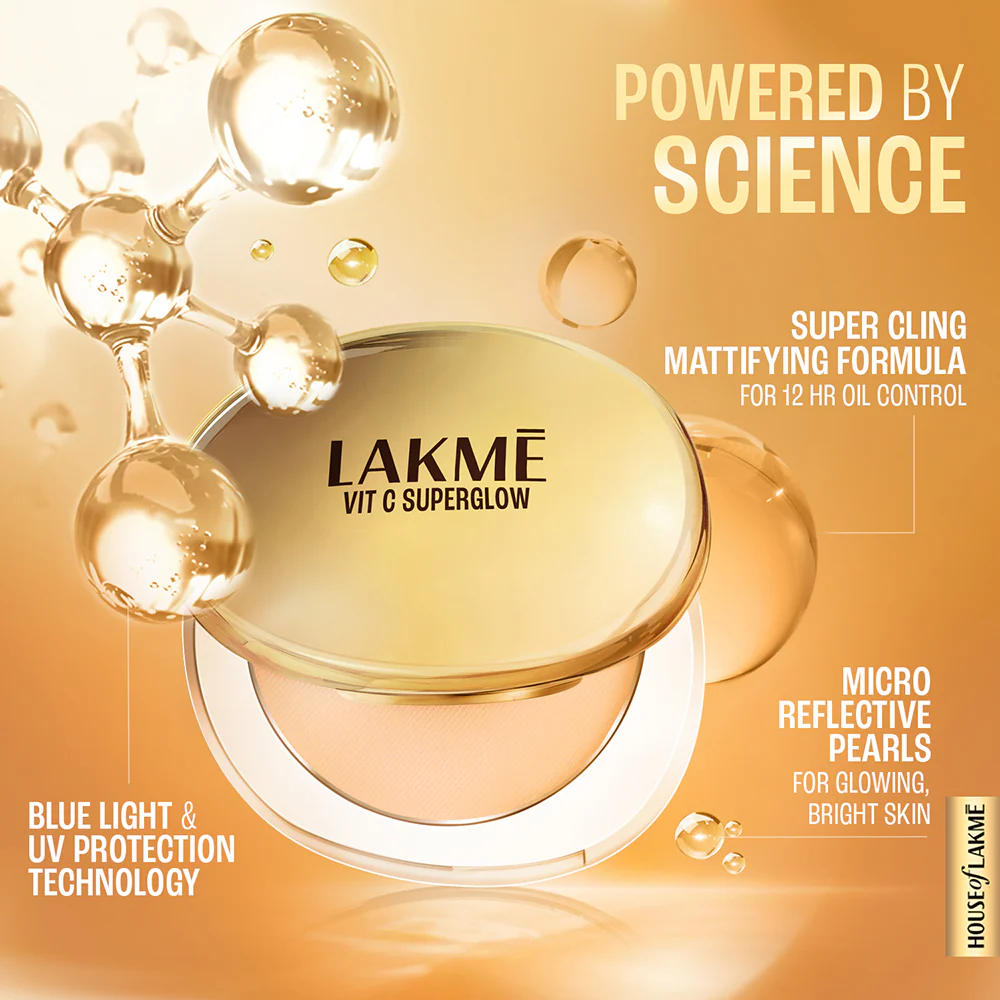 POWERED BY
SCIENCE
SUPER CLING
MATTIFYING FORMULA
FOR 12 HR OIL CONTROL
LAKMĒ
VIT C SUPERGLOW
MICRO
REFLECTIVE
PEARLS
FOR GLOWING,
BRIGHT SKIN
BLUE LIGHT &
UV PROTECTION
TECHNOLOGY
HOUSE of LAKMĒ